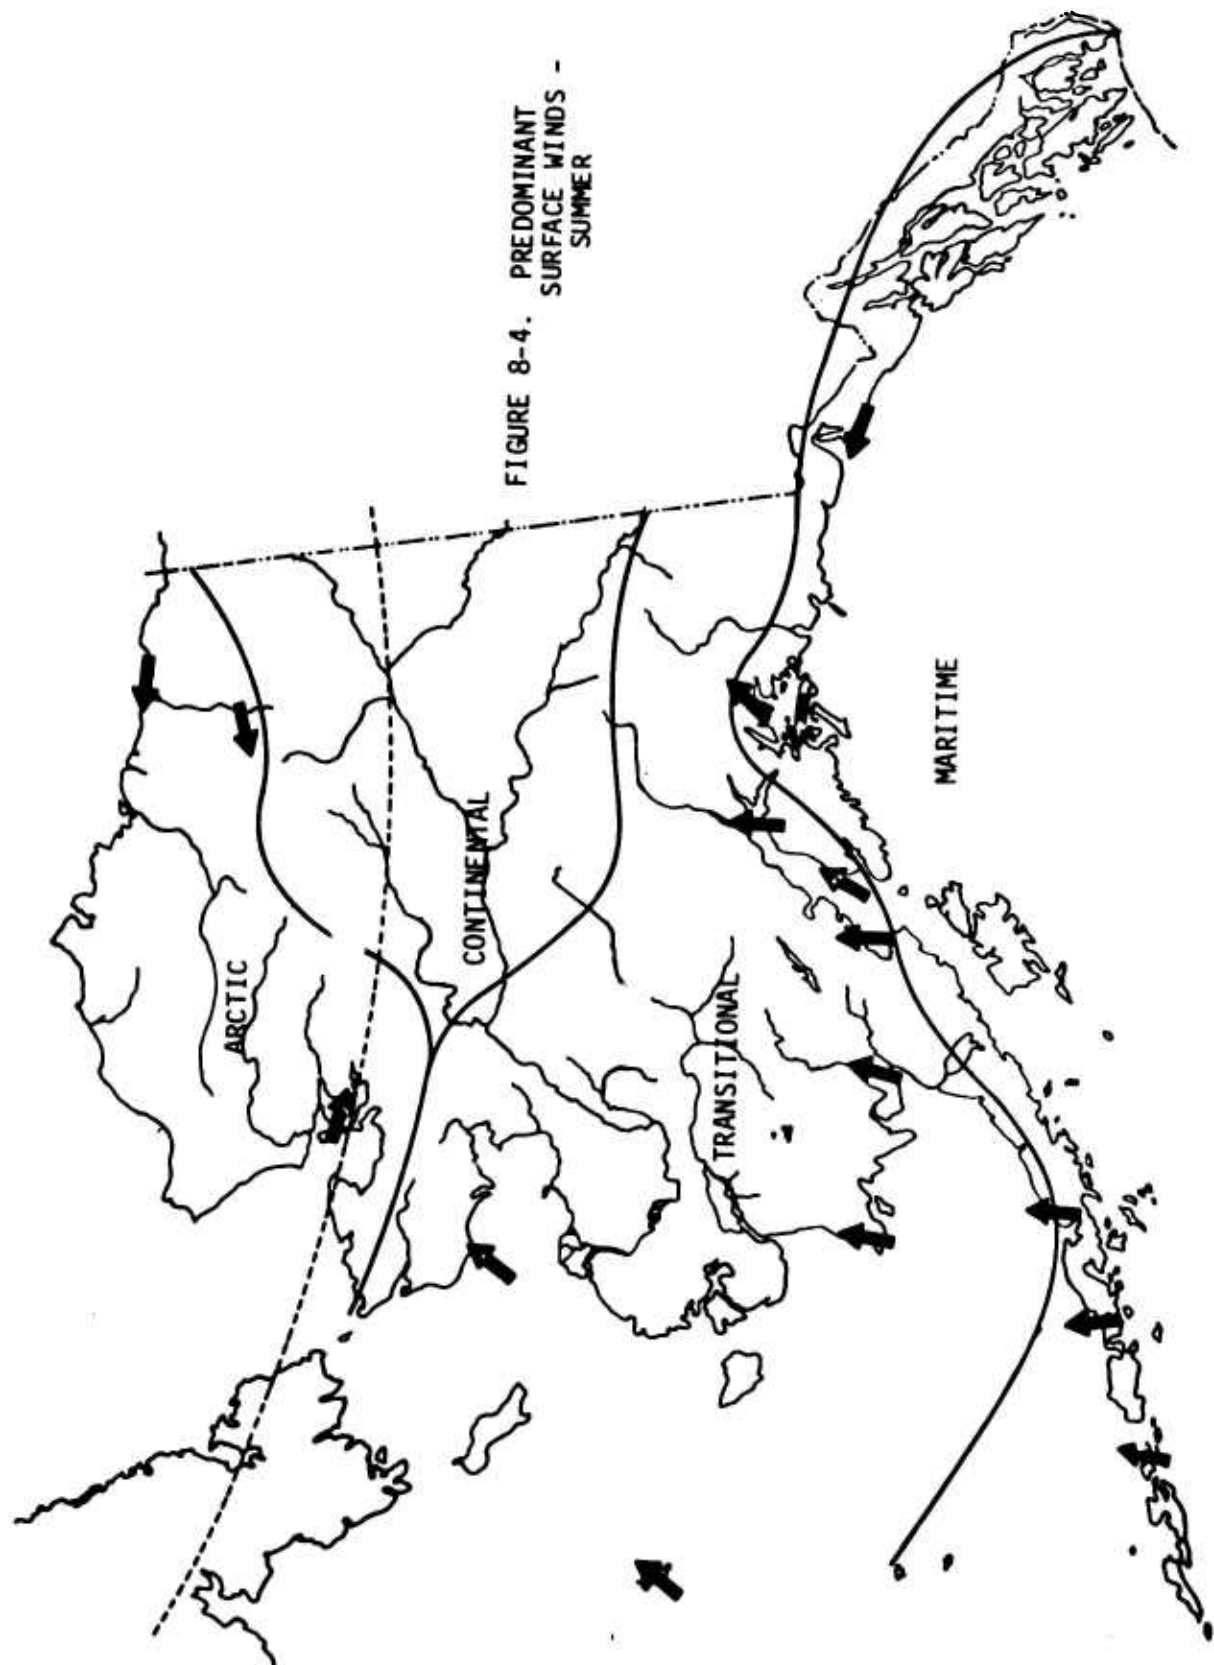 FIGURE 8-4. PREDOMINANT
SURFACE WINDS -
SUMMER
ARCTIC
CONTINENTAL
TRANSITIONAL
MARITIME